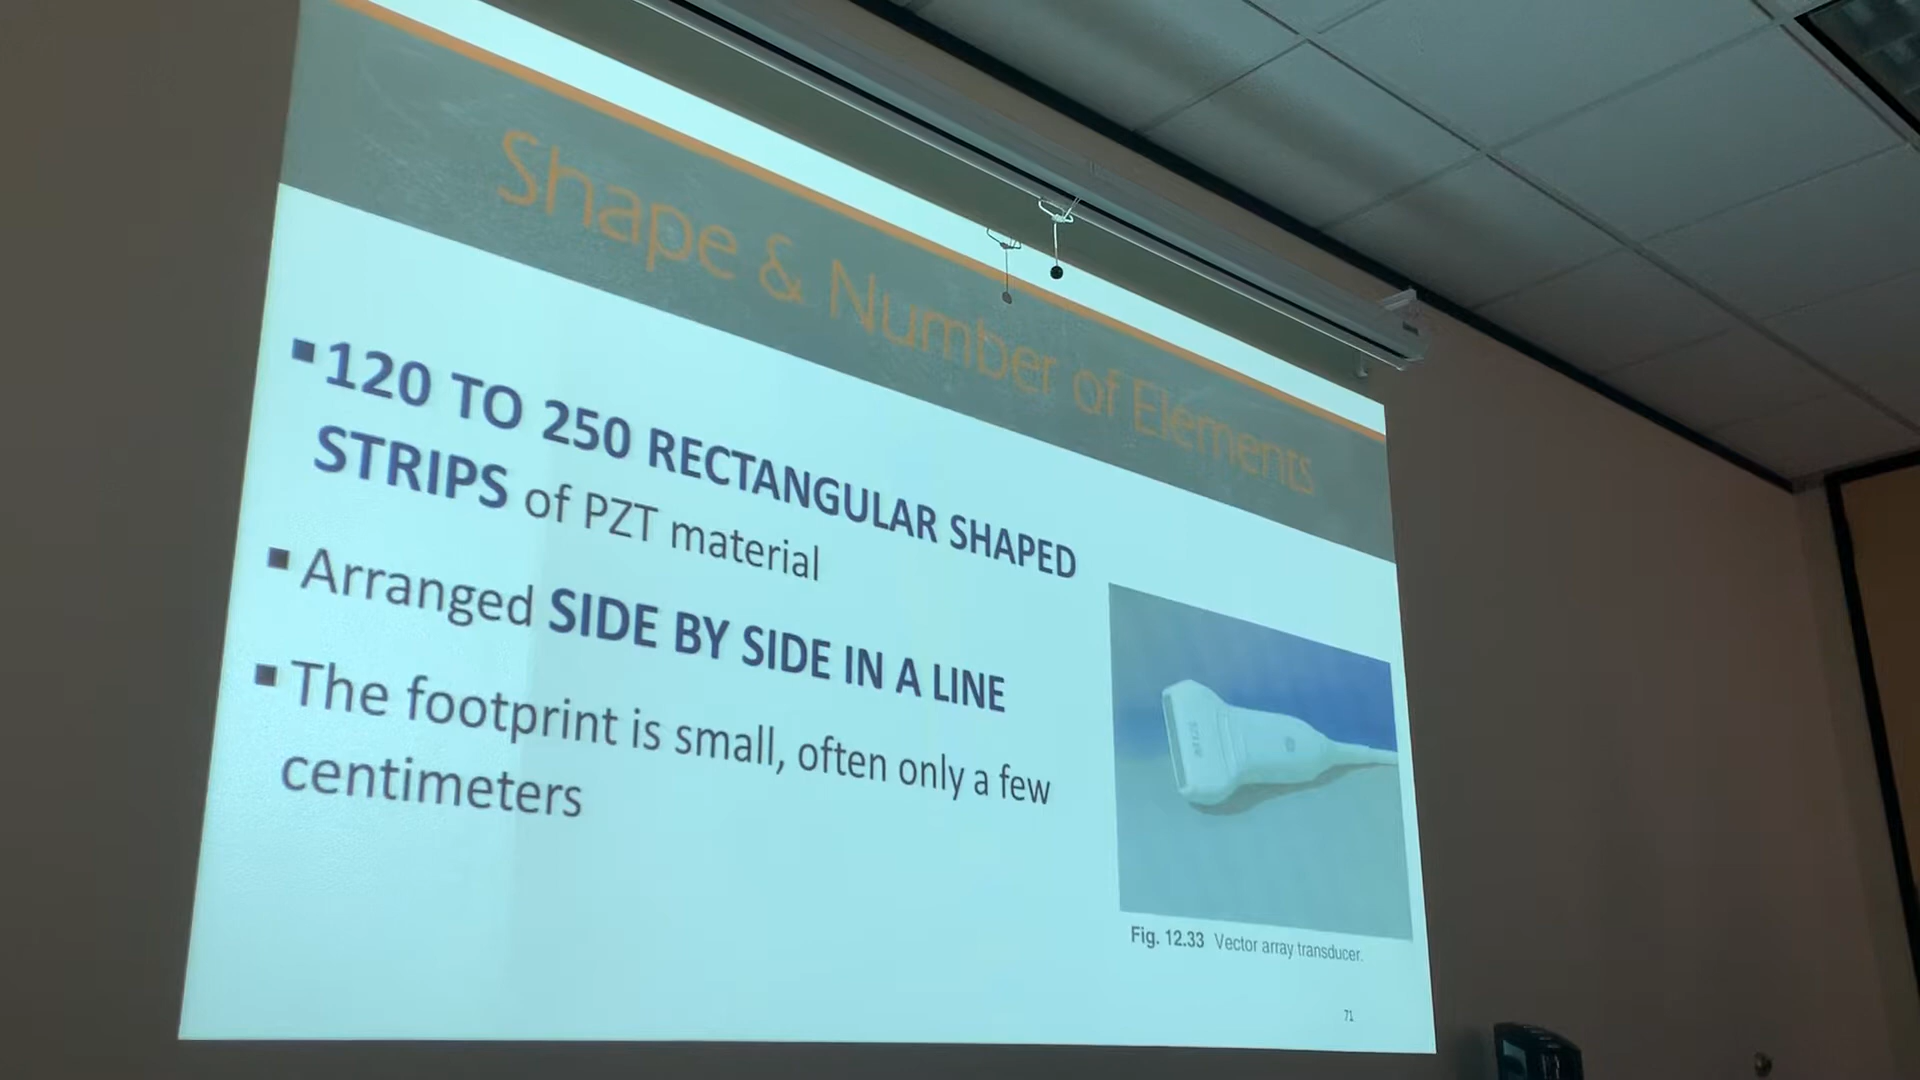 Shape & Number of Elements
▪120 TO 250 RECTANGULAR SHAPED
STRIPS of PZT material
▪Arranged SIDE BY SIDE IN A LINE
▪The footprint is small, often only a few
centimeters
Fig. 12.33 Vector array transducer.
71